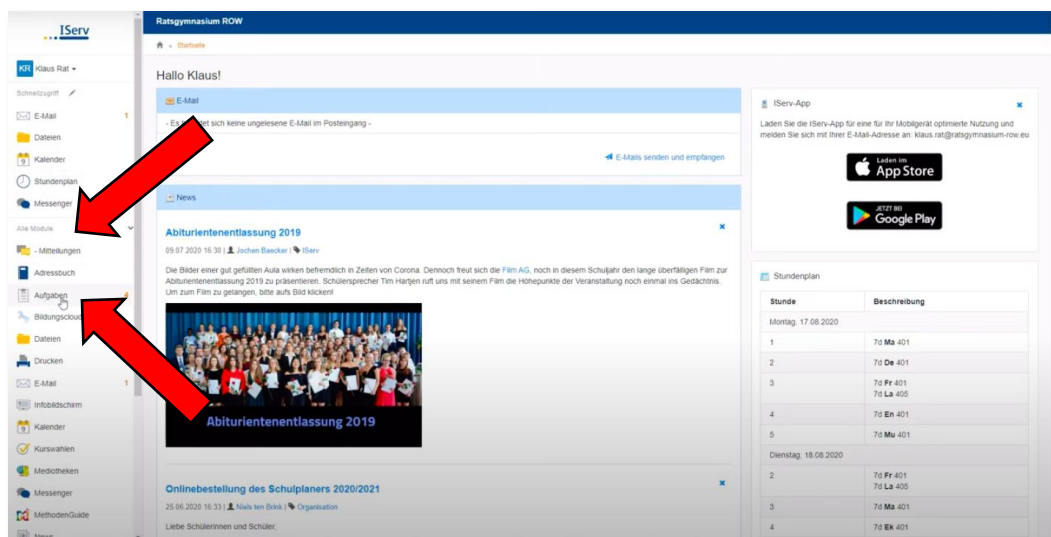 IServ
Ratsgymnasium ROW
Startseite
KR Klaus Rat
Schnellzugriff
E-Mail 1
Dateien
Kalender
Stundenplan
Messenger
Alle Module
- Mitteilungen
Adressbuch
Aufgaben 4
Bildungscloud
Dateien
Drucken
E-Mail 1
Infobildschirm
Kalender
Kurswahlen
Mediotheken
Messenger
MethodenGuide
News
Hallo Klaus!
E-Mail
- Es det sich keine ungelesene E-Mail im Posteingang -
E-Mails senden und empfangen
News
Abiturientenentlassung 2019
09.07.2020 16:30 | Jochen Baecker | IServ
Die Bilder einer gut gefüllten Aula wirken befremdlich in Zeiten von Corona. Dennoch freut sich die Film AG, noch in diesem Schuljahr den lange überfälligen Film zur
Abiturientenentlassung 2019 zu präsentieren. Schülersprecher Tim Hartjen ruft uns mit seinem Film die Höhepunkte der Veranstaltung noch einmal ins Gedächtnis.
Um zum Film zu gelangen, bitte aufs Bild klicken!
Abiturientenentlassung 2019
Onlinebestellung des Schulplaners 2020/2021
25.06.2020 16:33 | Niels ten Brink | Organisation
Liebe Schülerinnen und Schüler,
IServ-App
Laden Sie die IServ-App für eine für Ihr Mobilgerät optimierte Nutzung und
melden Sie sich mit Ihrer E-Mail-Adresse an: klaus.rat@ratsgymnasium-row.eu
Laden im
App Store
JETZT BEI
Google Play
Stundenplan
Stunde Beschreibung
Montag, 17.08.2020
1 7d Ma 401
2 7d De 401
3 7d Fr 401
7d La 405
4 7d En 401
5 7d Mu 401
Dienstag, 18.08.2020
2 7d Fr 401
7d La 405
3 7d Ma 401
4 7d Ek 401